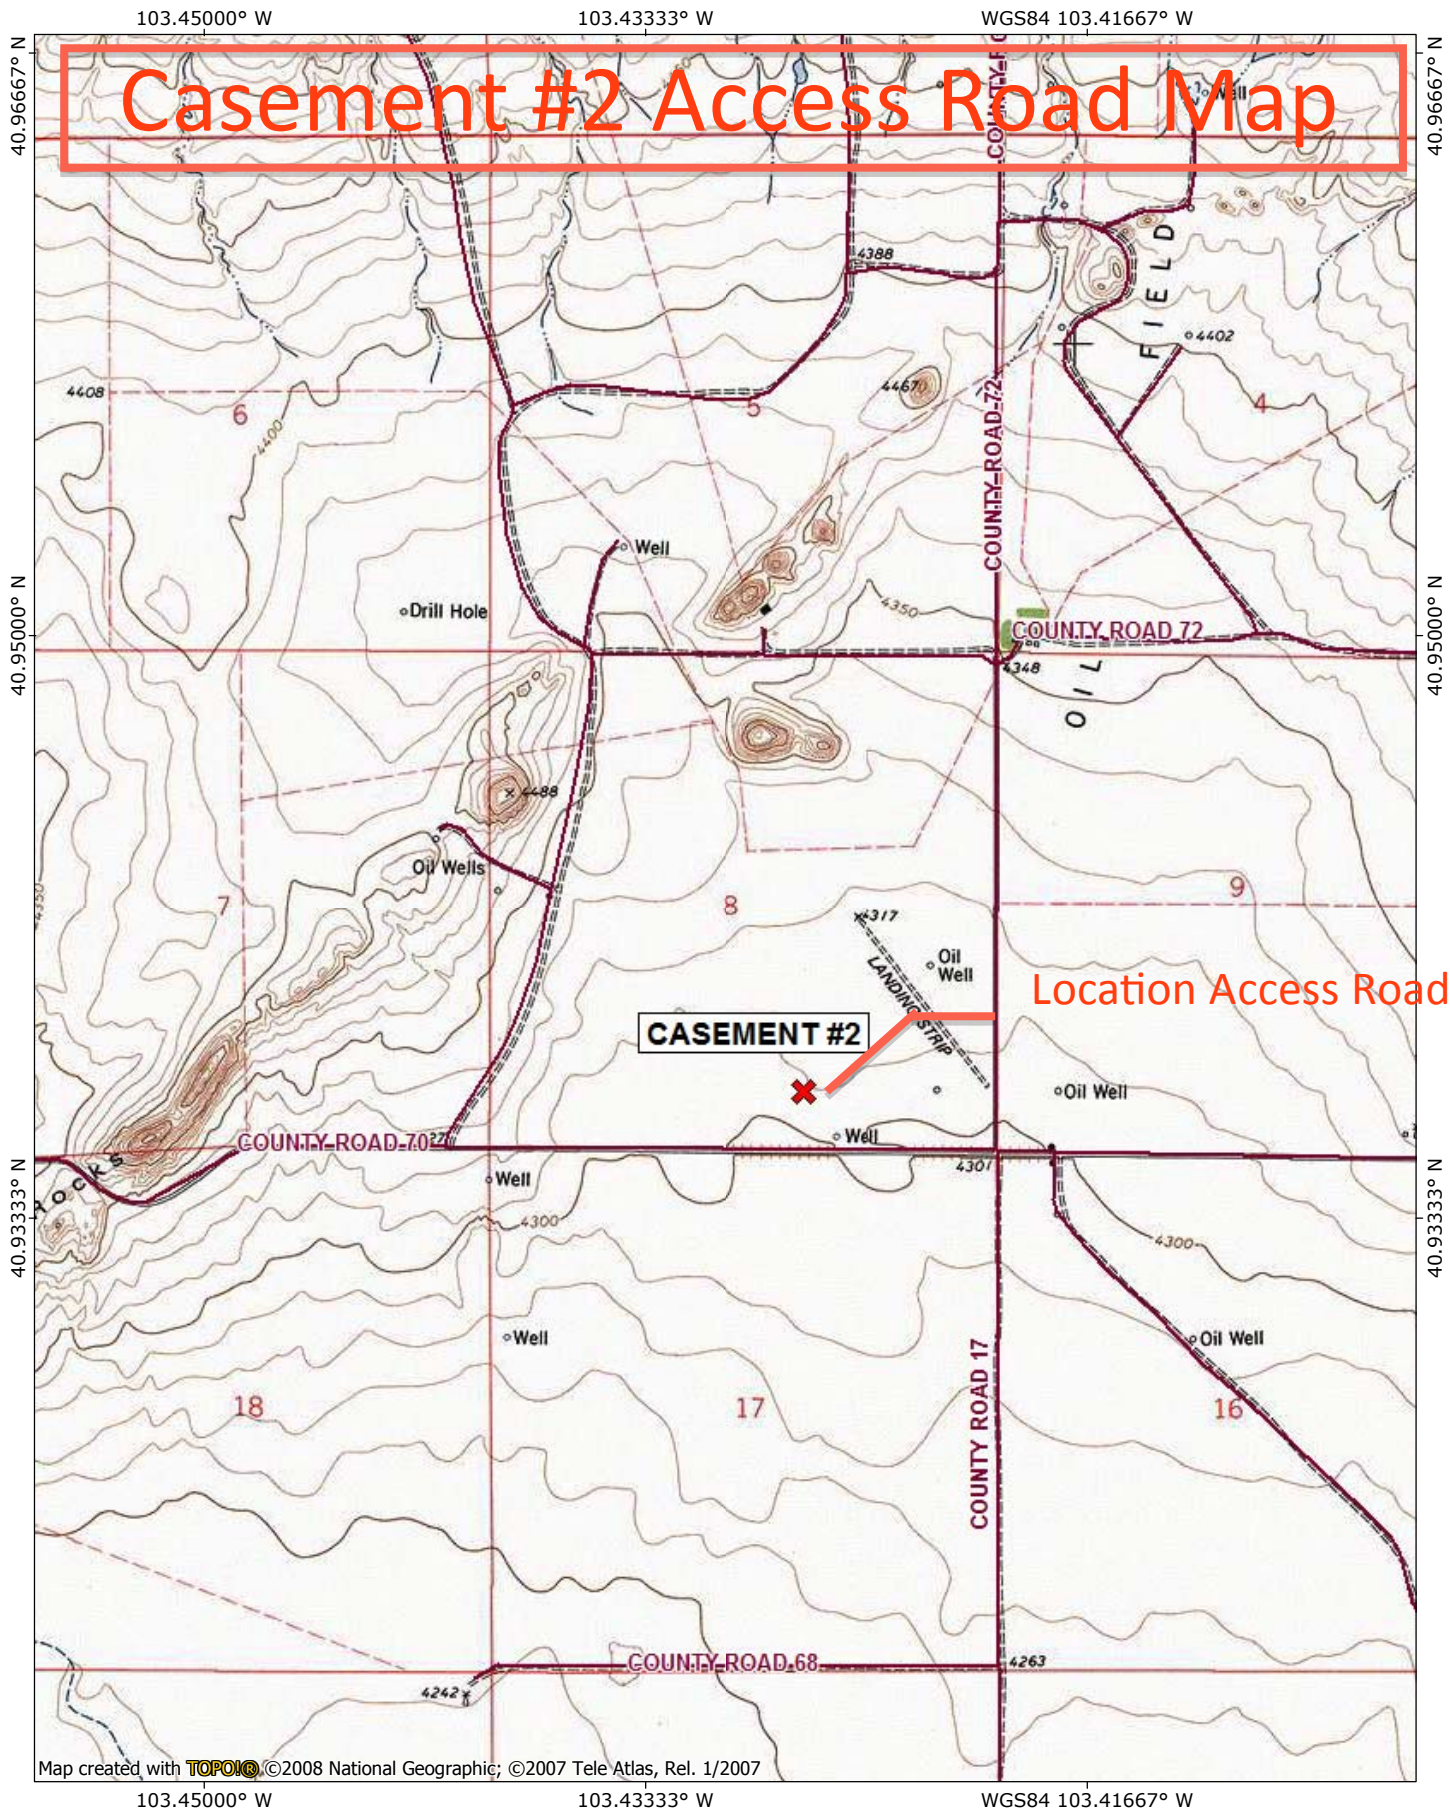 103.45000° W 103.43333° W WGS84 103.41667° W
40.96667° N
40.96667° N
Casement #2 Access Road Map
Well
4388
FIELD
4402
4408
6
4400
5
4467
4
COUNTY ROAD 72
Well
Drill Hole
4350
40.95000° N
40.95000° N
COUNTY ROAD 72
4348
OIL
4488
Oil Wells
4350
7
8
9
4317
Oil
Well
LANDING STRIP
Location Access Road
CASEMENT #2
Oil Well
Well
COUNTY ROAD 70
4301
Well
40.93333° N
40.93333° N
4300
4300
Well
Oil Well
COUNTY ROAD 17
18
17
16
COUNTY ROAD 68
4263
4242
Map created with TOPO!® ©2008 National Geographic; ©2007 Tele Atlas, Rel. 1/2007
103.45000° W 103.43333° W WGS84 103.41667° W